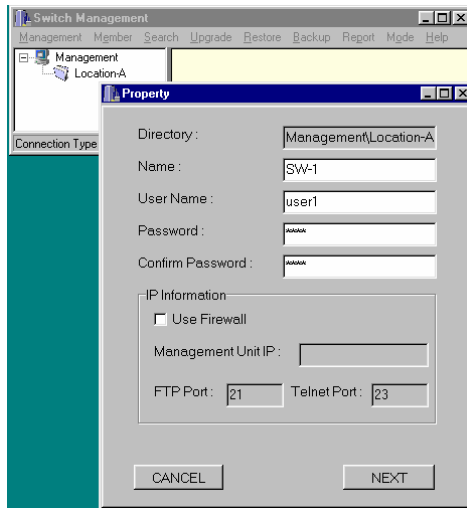 Switch Management
Management Member Search Upgrade Restore Backup Report Mode Help
Management
Location-A
Connection Type
Property
Directory :
Management\Location-A
Name :
SW-1
User Name :
user1
Password :
****
Confirm Password :
****
IP Information
Use Firewall
Management Unit IP :
FTP Port : 21 Telnet Port : 23
CANCEL NEXT